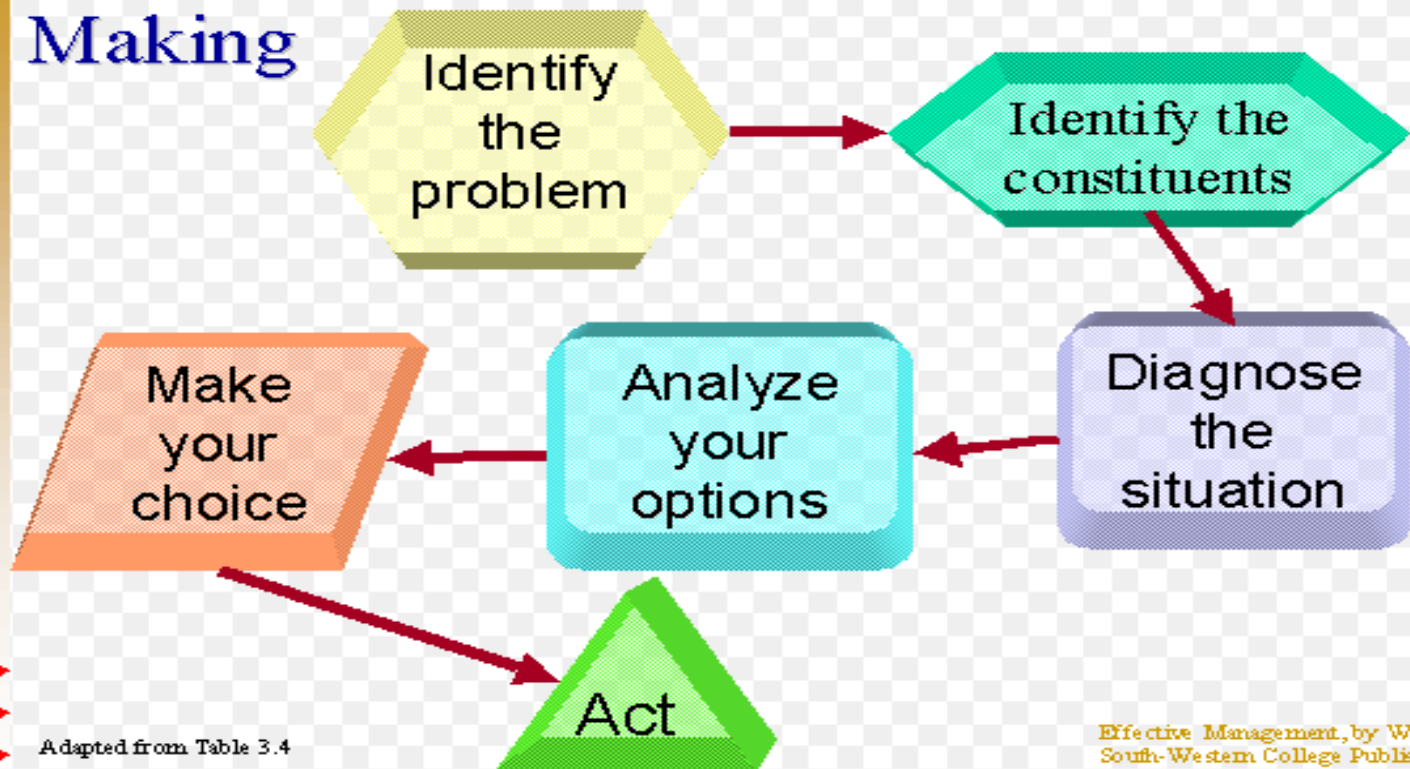 Making
Identify
the
problem
Identify the
constituents
Diagnose
the
situation
Analyze
your
options
Make
your
choice
Act
Adapted from Table 3.4
Effective Management, by W
South-Western College Publis